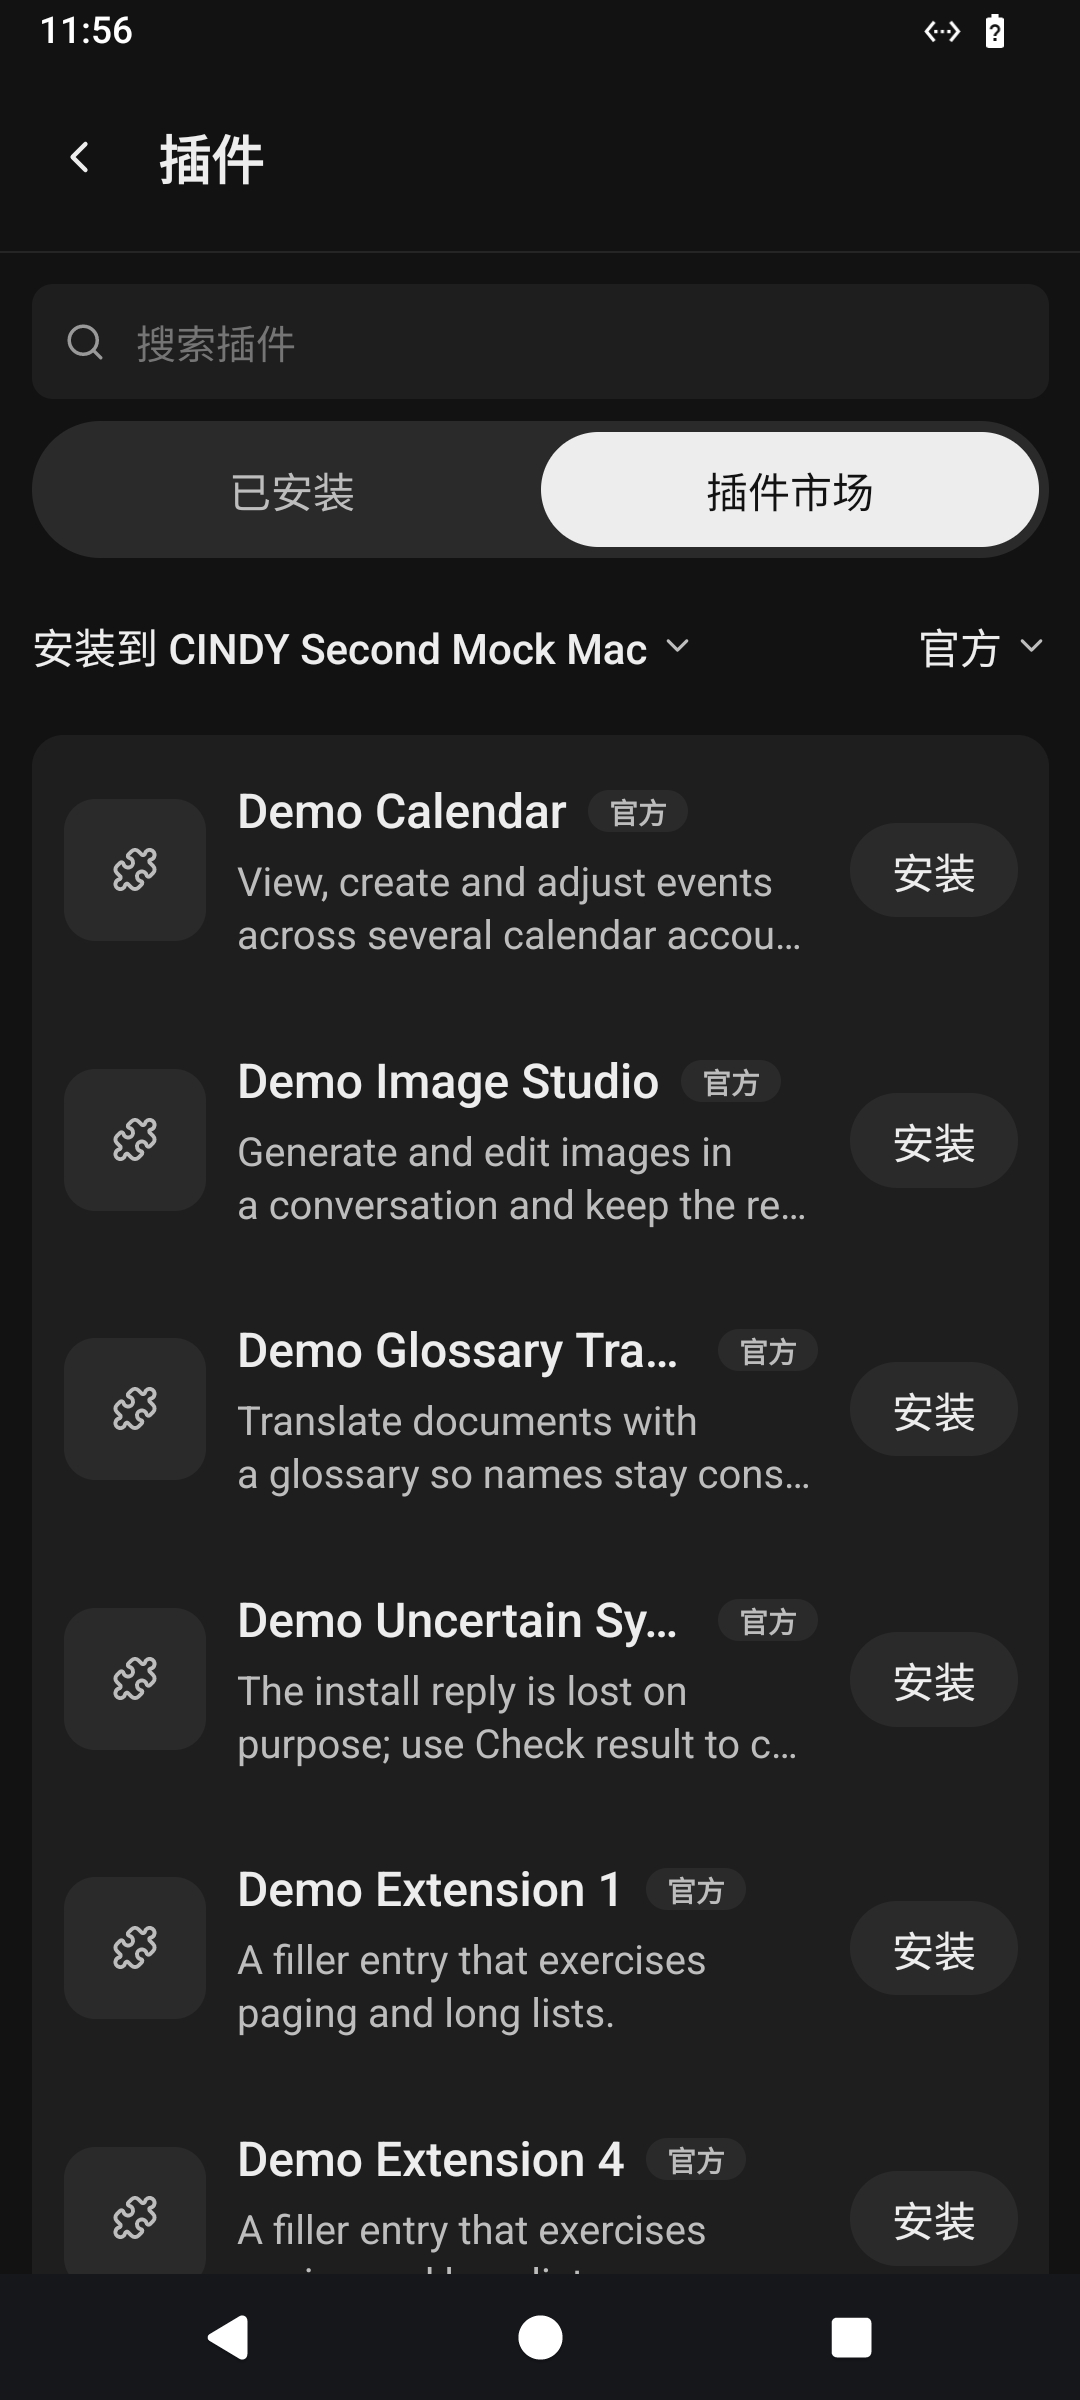 11:56
插件
搜索插件
已安装
插件市场
安装到 CINDY Second Mock Mac
官方
Demo Calendar 官方
View, create and adjust events
across several calendar accou…
安装
Demo Image Studio 官方
Generate and edit images in
a conversation and keep the re…
安装
Demo Glossary Tra… 官方
Translate documents with
a glossary so names stay cons…
安装
Demo Uncertain Sy… 官方
The install reply is lost on
purpose; use Check result to c…
安装
Demo Extension 1 官方
A filler entry that exercises
paging and long lists.
安装
Demo Extension 4 官方
A filler entry that exercises
安装